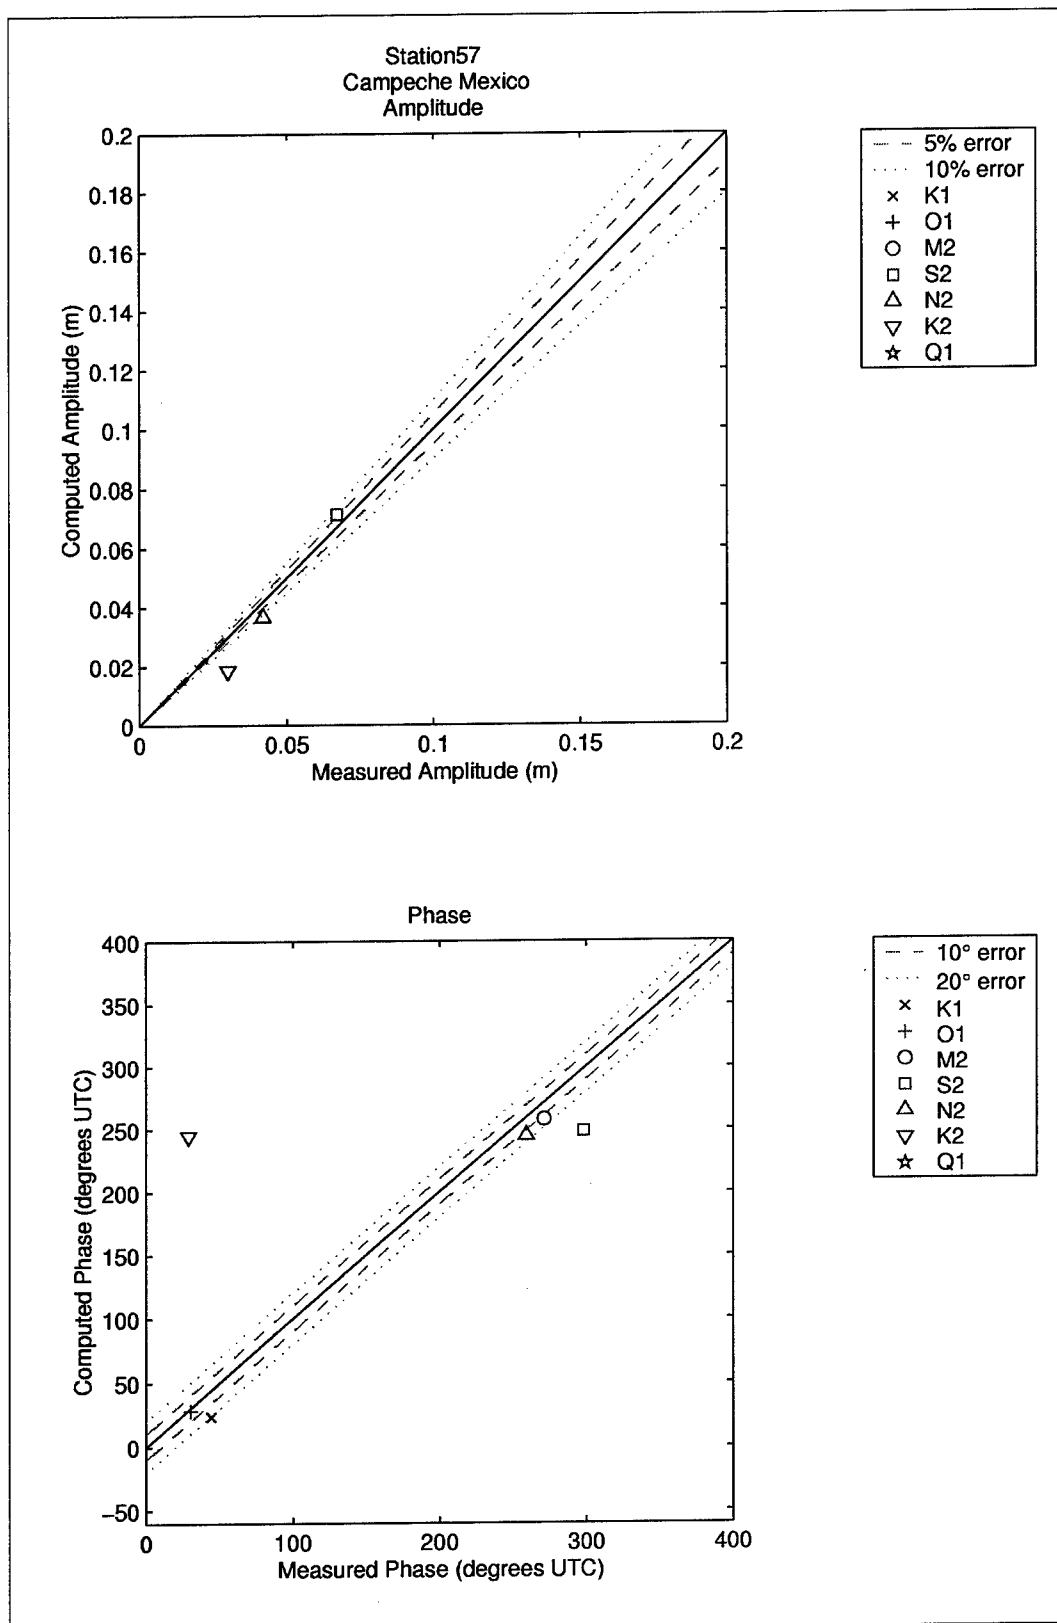 Station57
Campeche Mexico
Amplitude
0.2
0.18
0.16
0.14
0.12
0.1
0.08
0.06
0.04
0.02
0
Computed Amplitude (m)
0 0.05 0.1 0.15 0.2
Measured Amplitude (m)
5% error
10% error
K1
O1
M2
S2
N2
K2
Q1
Phase
400
350
300
250
200
150
100
50
0
−50
Computed Phase (degrees UTC)
0 100 200 300 400
Measured Phase (degrees UTC)
10° error
20° error
K1
O1
M2
S2
N2
K2
Q1